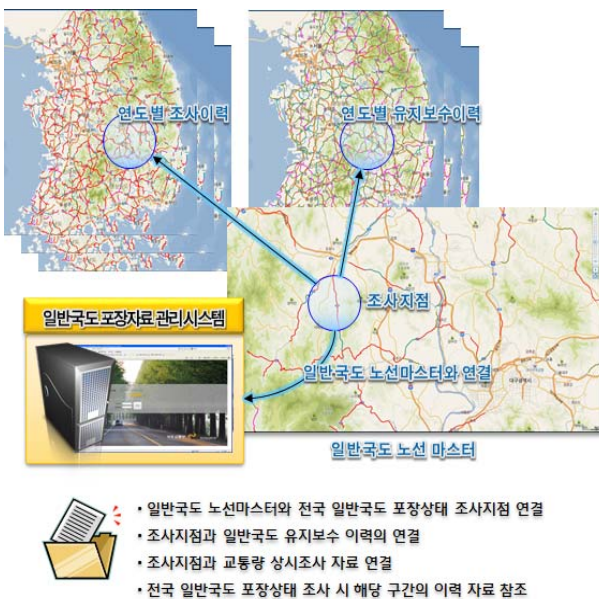 연도별 조사이력
연도별 유지보수이력
조사지점
일반국도 포장자료 관리시스템
일반국도 노선마스터와 연결
대구광역시
일반국도 노선 마스터
• 일반국도 노선마스터와 전국 일반국도 포장상태 조사지점 연결
• 조사지점과 일반국도 유지보수 이력의 연결
• 조사지점과 교통량 상시조사 자료 연결
• 전국 일반국도 포장상태 조사 시 해당 구간의 이력 자료 참조